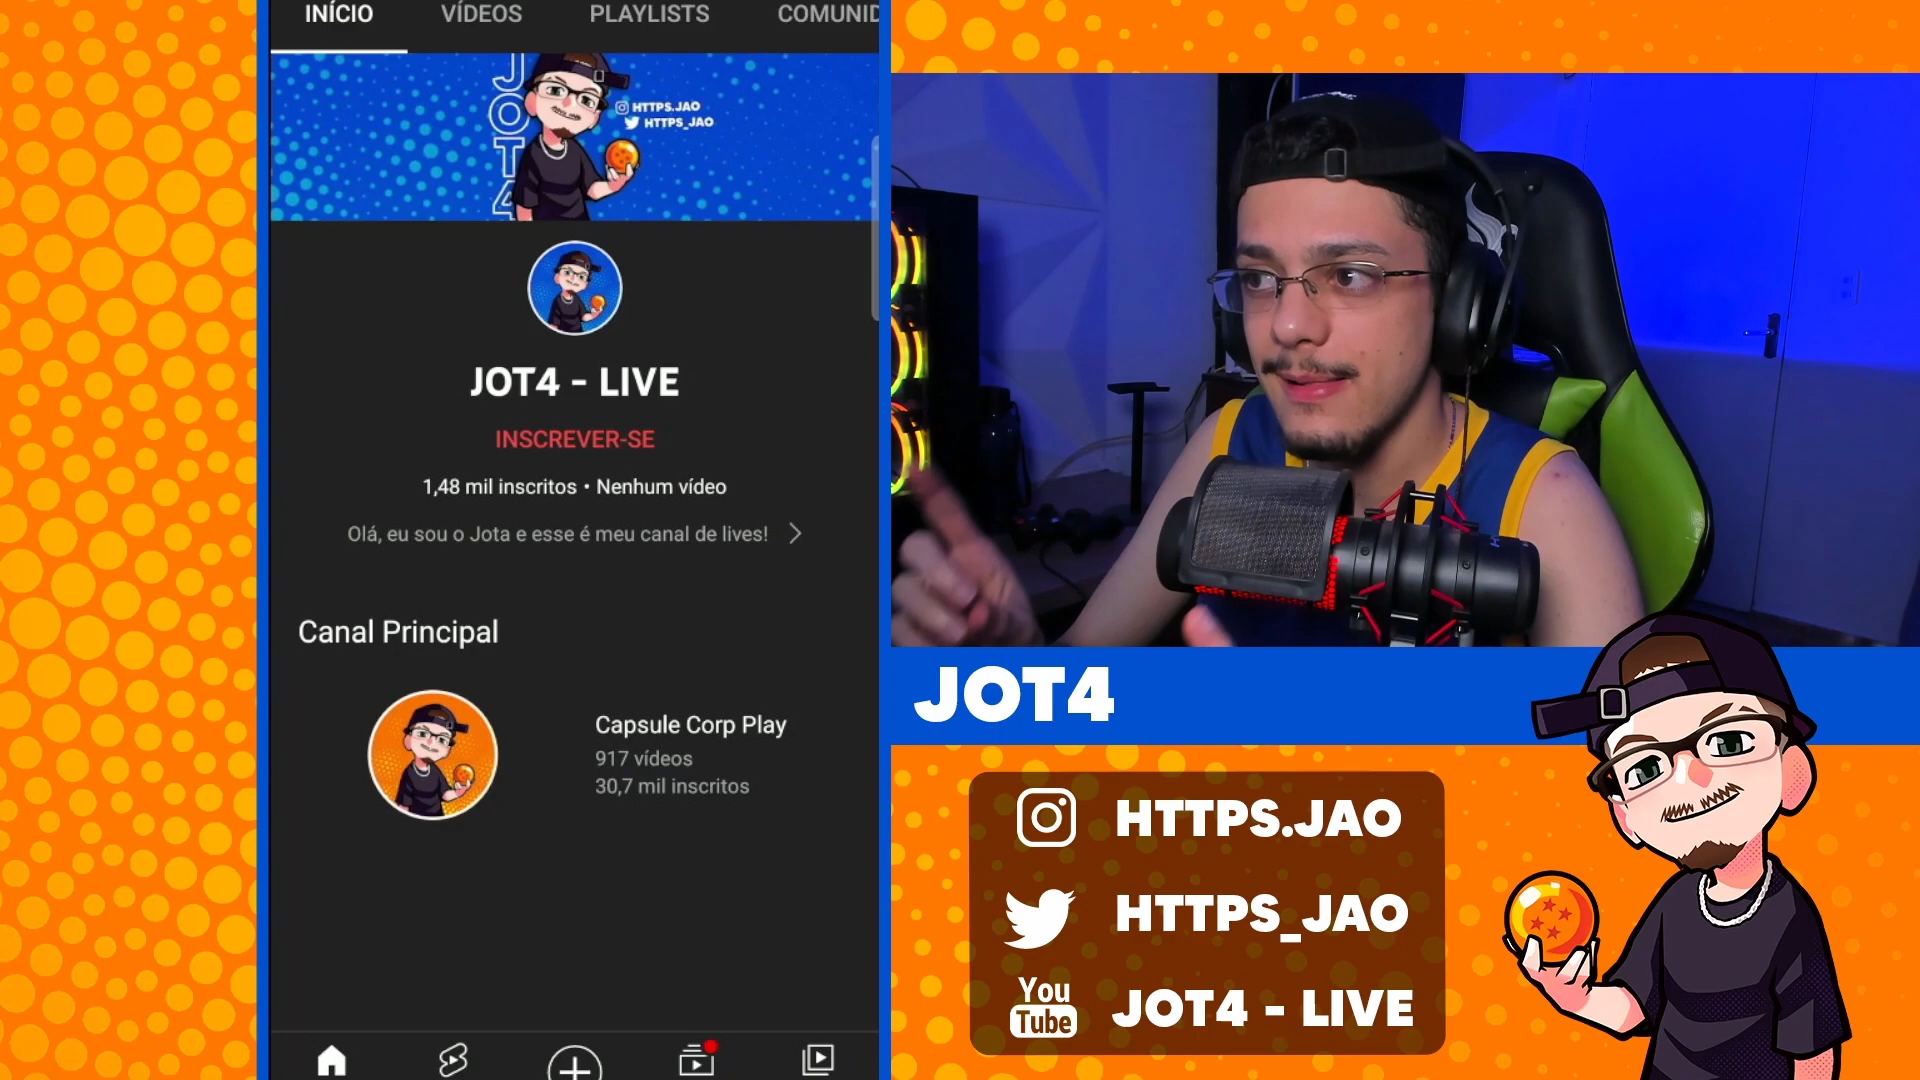 INÍCIO VÍDEOS PLAYLISTS COMUNID
JOT4
HTTPS.JAO
HTTPS_JAO
JOT4 - LIVE
INSCREVER-SE
1,48 mil inscritos • Nenhum vídeo
Olá, eu sou o Jota e esse é meu canal de lives!
Canal Principal
Capsule Corp Play
917 vídeos
30,7 mil inscritos
JOT4
HTTPS.JAO
HTTPS_JAO
You
Tube
JOT4 - LIVE